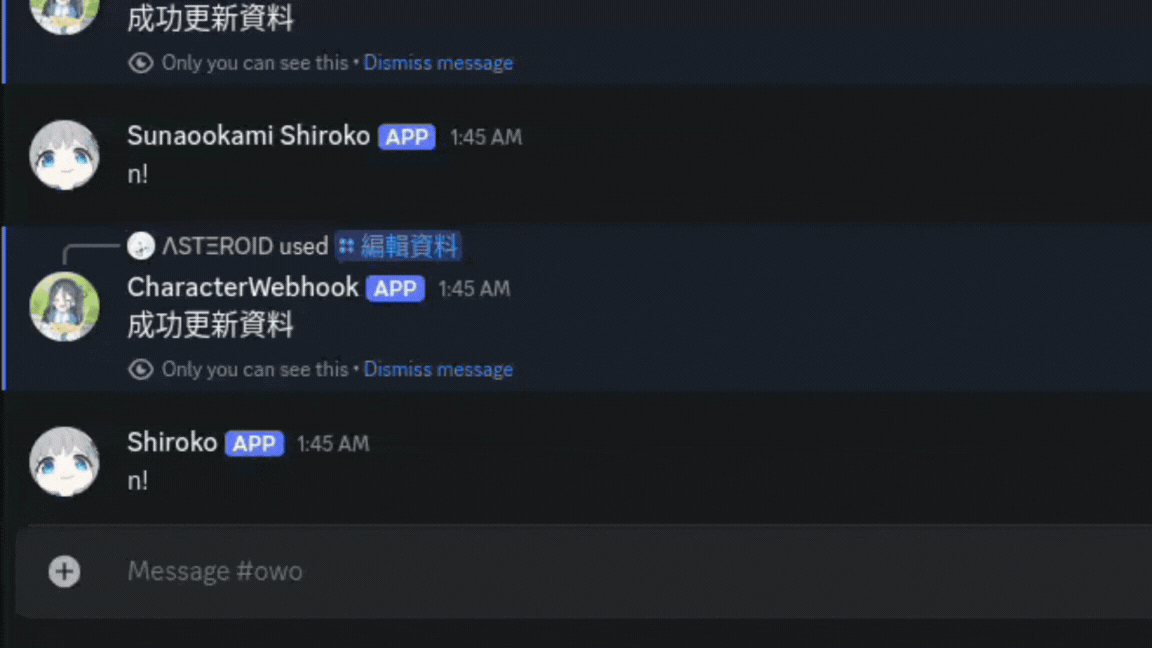 成功更新資料
Only you can see this • Dismiss message
Sunaookami Shiroko APP 1:45 AM
n!
ΛSTΞROID used 編輯資料
CharacterWebhook APP 1:45 AM
成功更新資料
Only you can see this • Dismiss message
Shiroko APP 1:45 AM
n!
Message #owo